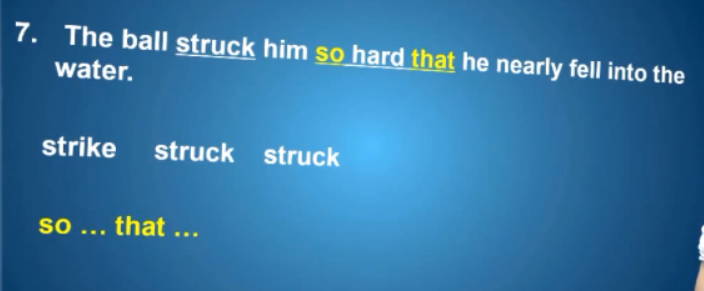 7. The ball struck him so hard that he nearly fell into the
water.
strike struck struck
so … that …